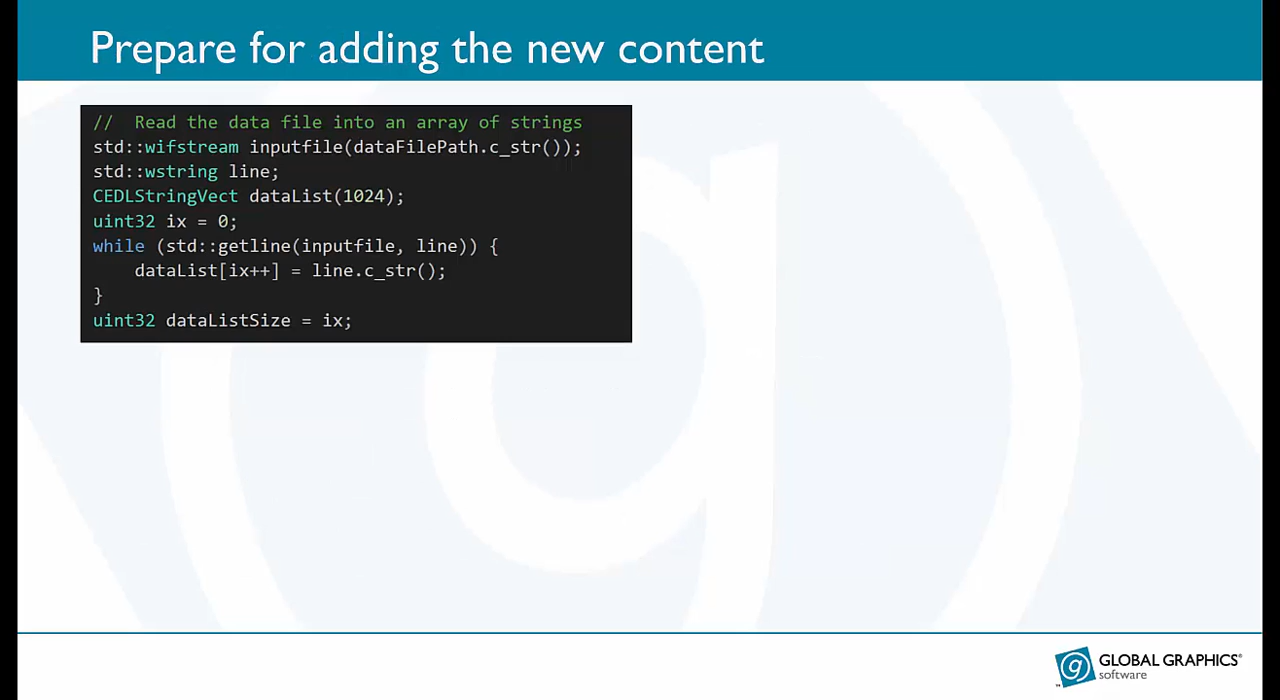 Prepare for adding the new content
//  Read the data file into an array of strings
std::wifstream inputfile(dataFilePath.c_str());
std::wstring line;
CEDLStringVect dataList(1024);
uint32 ix = 0;
while (std::getline(inputfile, line)) {
    dataList[ix++] = line.c_str();
}
uint32 dataListSize = ix;
GLOBAL GRAPHICS®
software